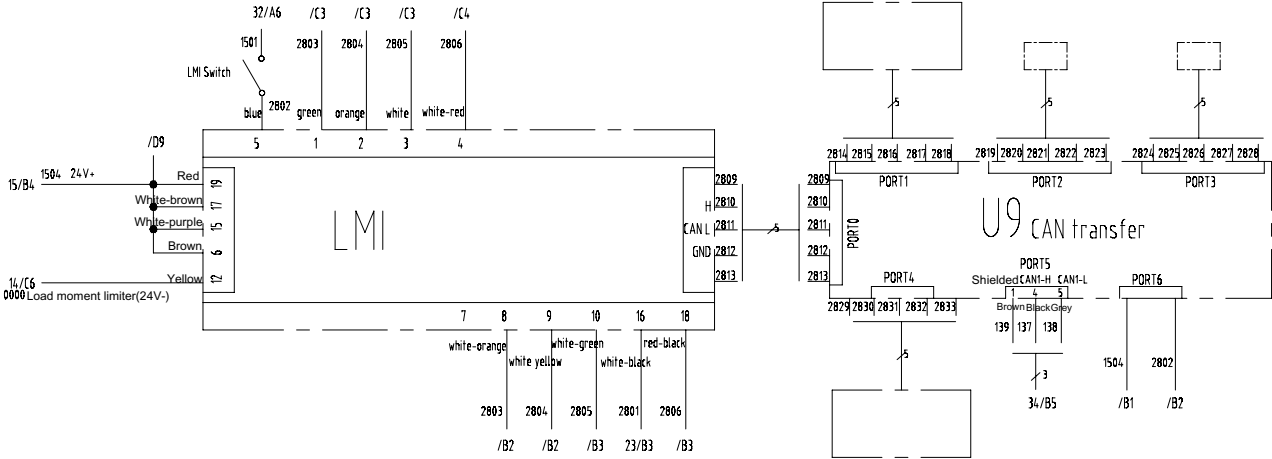 32/A6 /C3 /C3 /C3 /C4
1501 2803 2804 2805 2806
LMI Switch
2802
blue green orange white white-red
5 1 2 3 4
/D9
15/B4 1504 24V+ Red 19
White-brown 17
White-purple 15
Brown 6
14/C6 Yellow 12
0000 Load moment limiter(24V-)
LMI
2809
H 2810
CAN L 2811
GND 2812
2813
5
2809
2810
2811
2812
2813
PORT0
7 8 9 10 16 18
white-orange white yellow white-green white-black red-black
2803 2804 2805 2801 2806
/B2 /B2 /B3 23/B3 /B3
5 5 5
2814 2815 2816 2817 2818 2819 2820 2821 2822 2823 2824 2825 2826 2827 2828
PORT1 PORT2 PORT3
U9 CAN transfer
PORT4 PORT5 PORT6
Shielded CAN1-H CAN1-L
1 4 5
2829 2830 2831 2832 2833
Brown Black Grey
139 137 138
5
3
34/B5
1504 2802
/B1 /B2